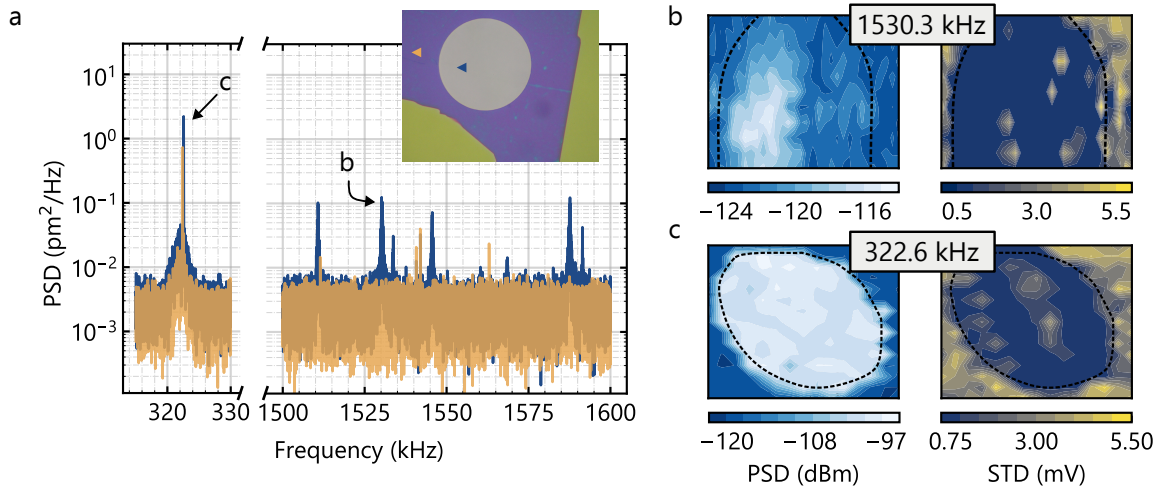 a
PSD (pm²/Hz)
10¹
10⁰
10⁻¹
10⁻²
10⁻³
c
b
320 330 1500 1525 1550 1575 1600
Frequency (kHz)
b
1530.3 kHz
−124 −120 −116
0.5 3.0 5.5
c
322.6 kHz
−120 −108 −97
0.75 3.00 5.50
PSD (dBm)
STD (mV)